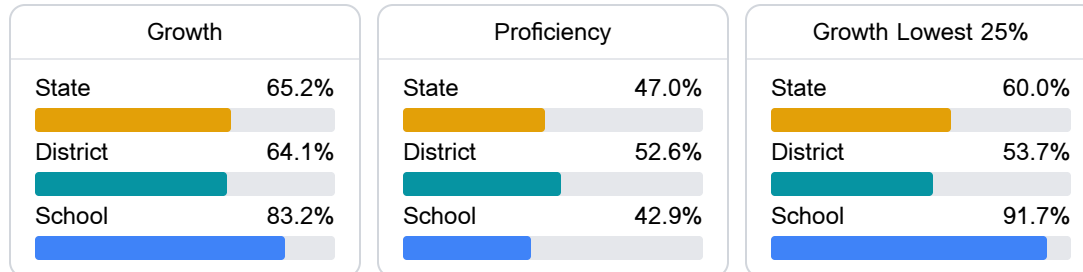 Growth
State 65.2%
District 64.1%
School 83.2%
Proficiency
State 47.0%
District 52.6%
School 42.9%
Growth Lowest 25%
State 60.0%
District 53.7%
School 91.7%